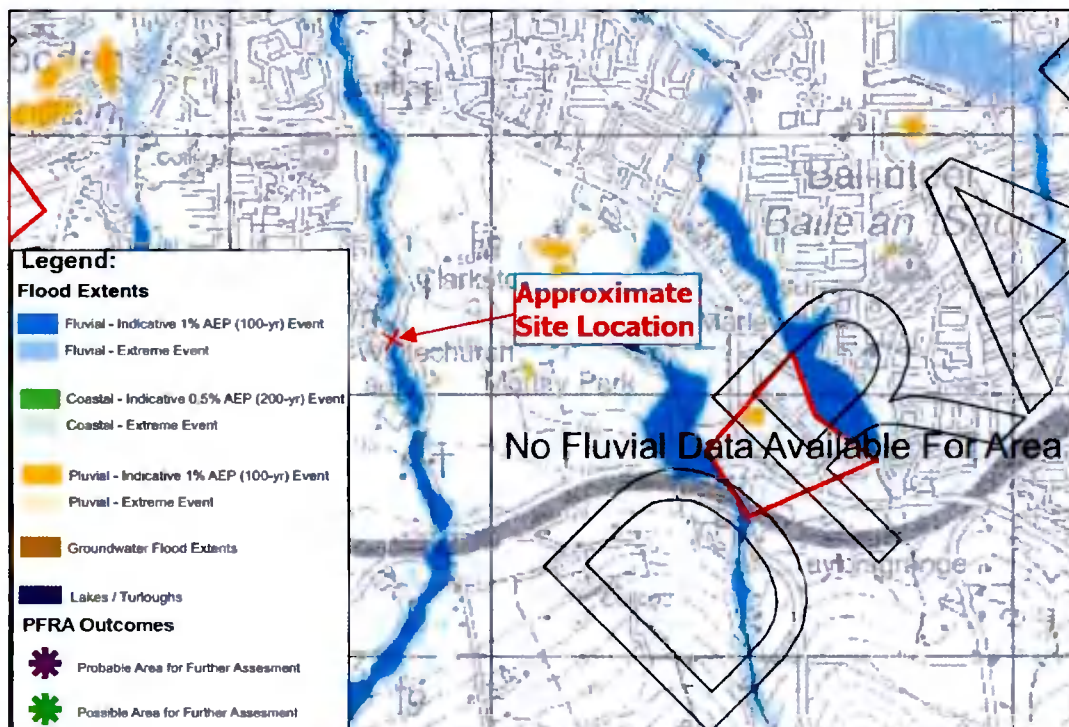 Legend:
Flood Extents
Fluvial - Indicative 1% AEP (100-yr) Event
Fluvial - Extreme Event
Coastal - Indicative 0.5% AEP (200-yr) Event
Coastal - Extreme Event
Pluvial - Indicative 1% AEP (100-yr) Event
Pluvial - Extreme Event
Groundwater Flood Extents
Lakes / Turloughs
PFRA Outcomes
Probable Area for Further Assesment
Possible Area for Further Assesment
Approximate
Site Location
No Fluvial Data Available For Area
Baile an
Park